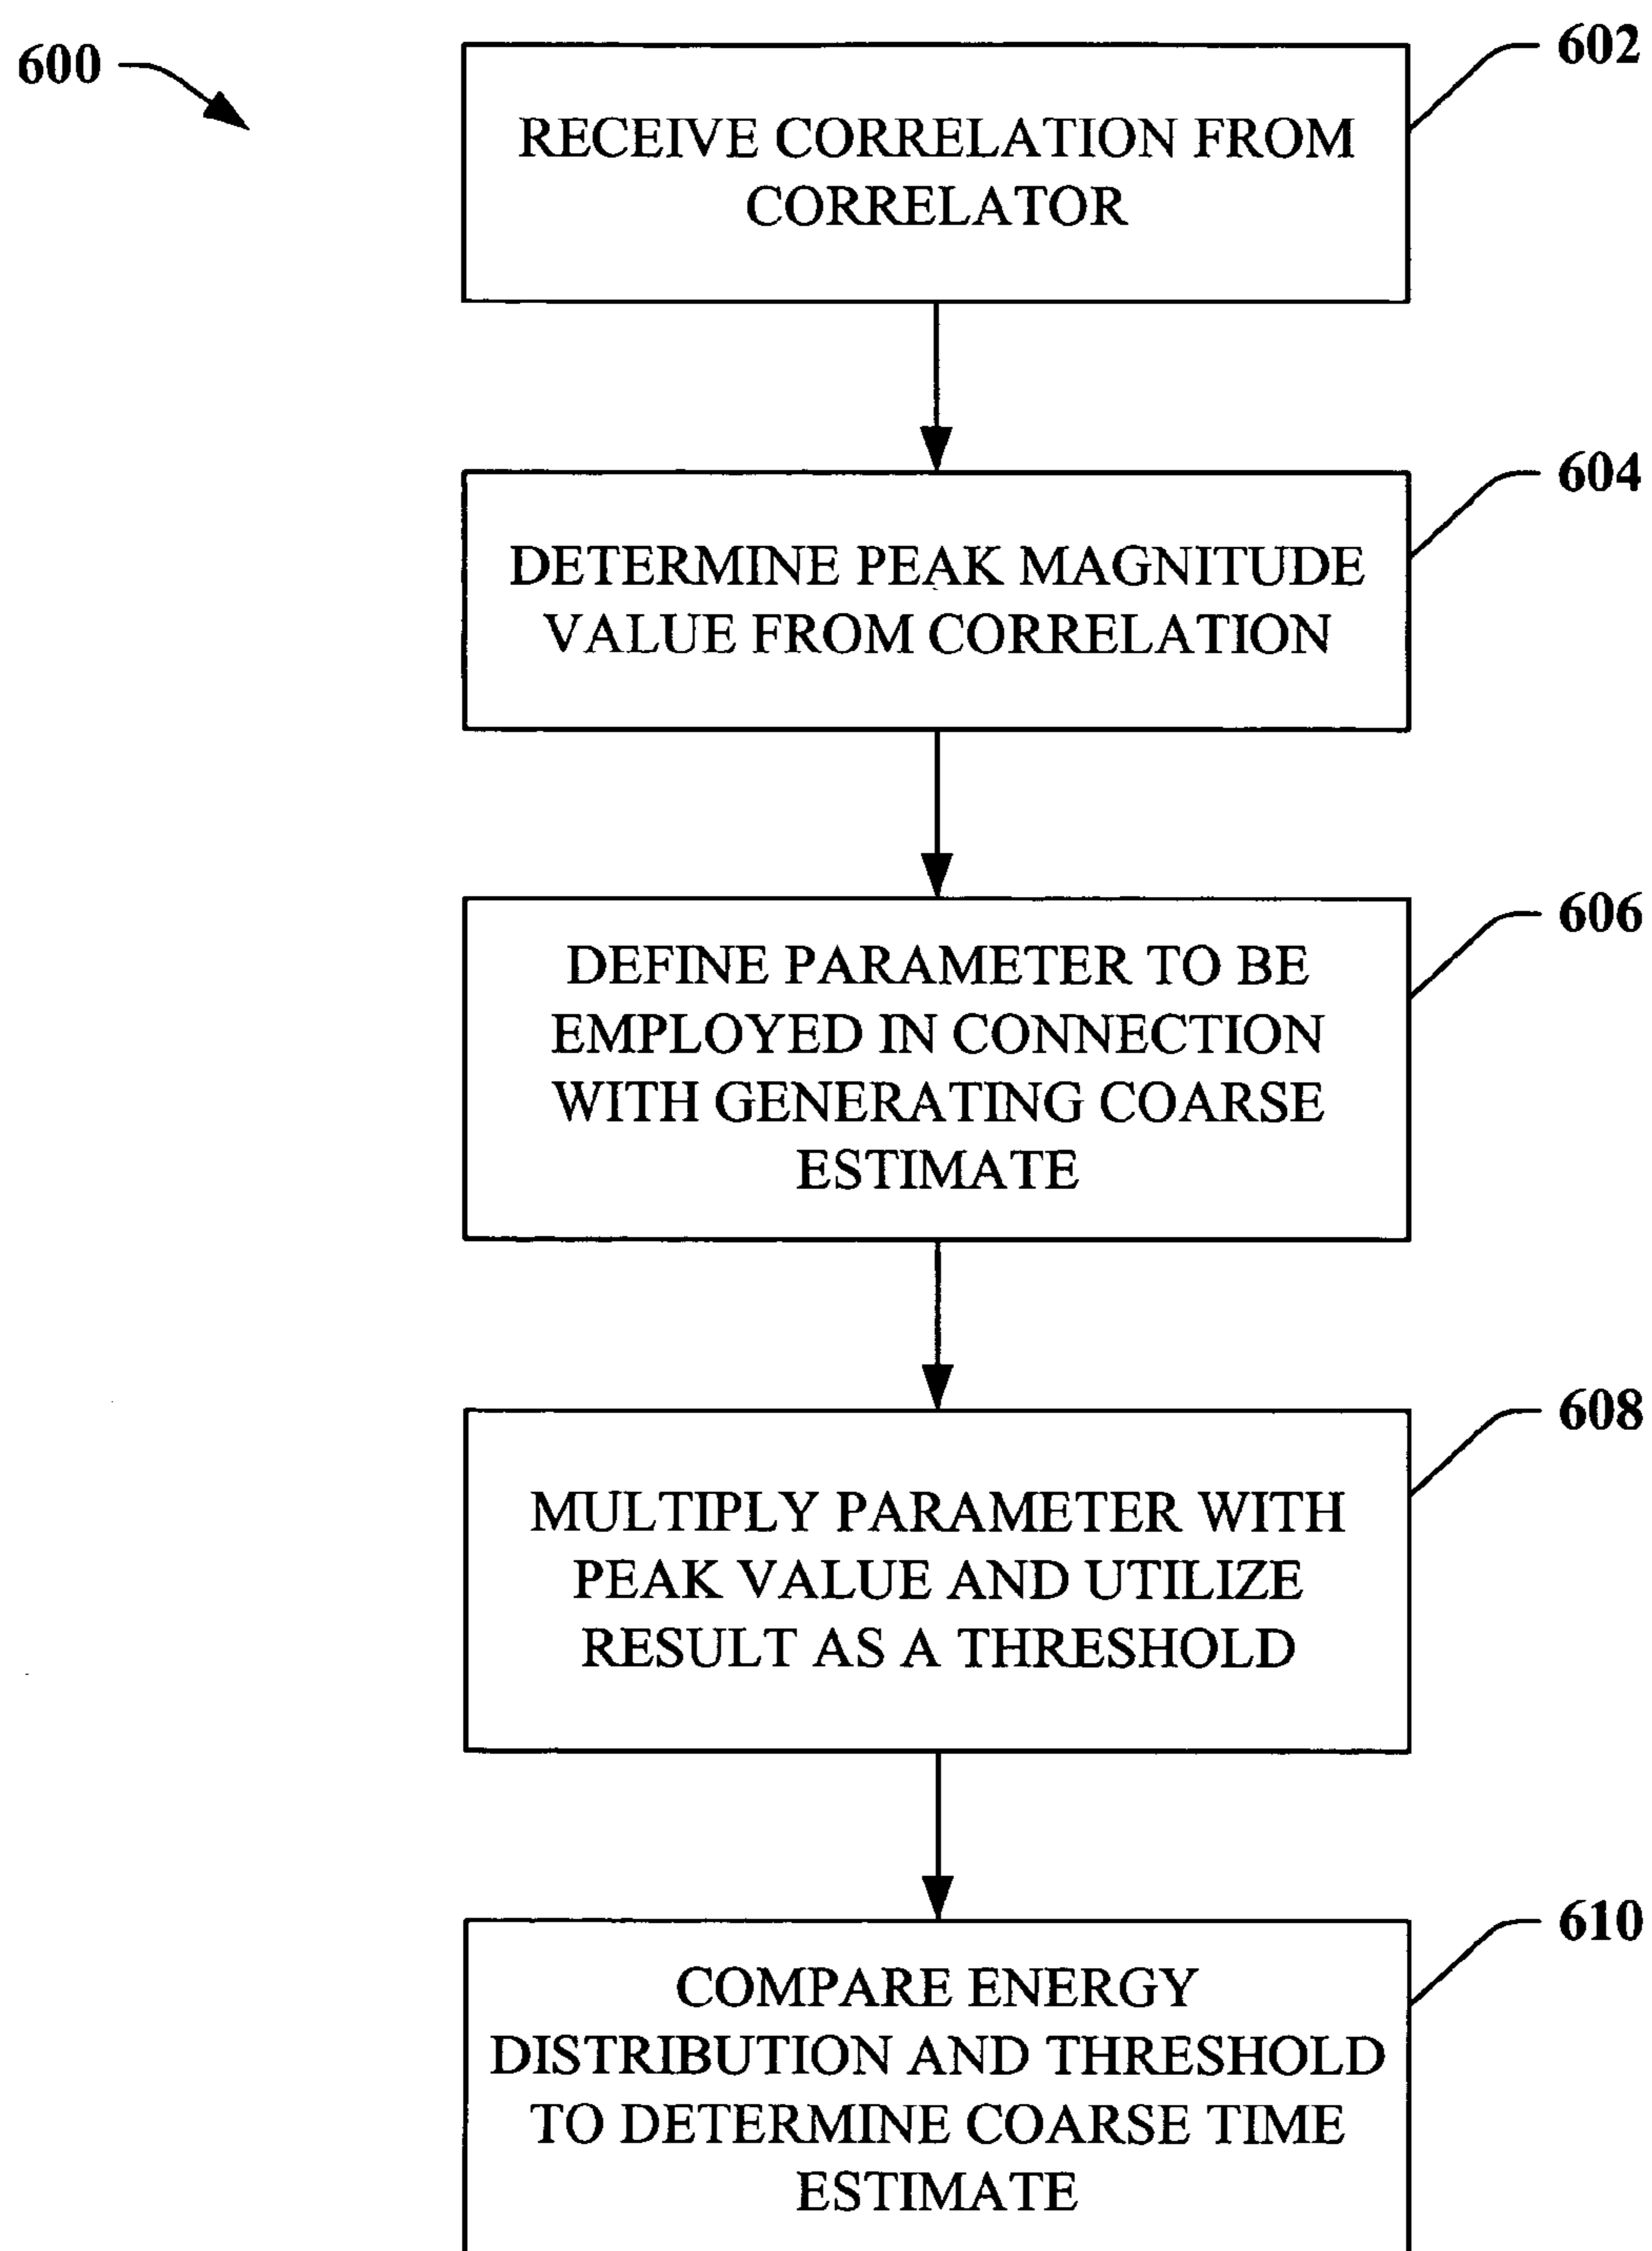 600
602
RECEIVE CORRELATION FROM
CORRELATOR
604
DETERMINE PEAK MAGNITUDE
VALUE FROM CORRELATION
606
DEFINE PARAMETER TO BE
EMPLOYED IN CONNECTION
WITH GENERATING COARSE
ESTIMATE
608
MULTIPLY PARAMETER WITH
PEAK VALUE AND UTILIZE
RESULT AS A THRESHOLD
610
COMPARE ENERGY
DISTRIBUTION AND THRESHOLD
TO DETERMINE COARSE TIME
ESTIMATE